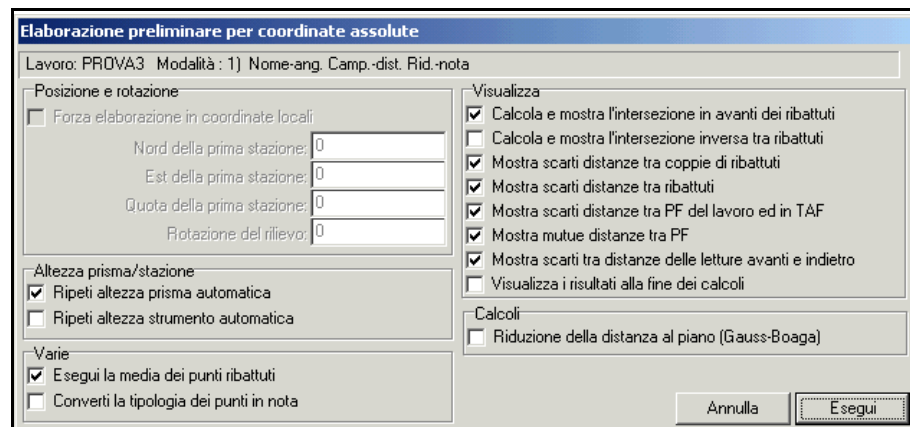 Elaborazione preliminare per coordinate assolute
Lavoro: PROVA3 Modalità : 1) Nome-ang. Camp.-dist. Rid.-nota
Posizione e rotazione
Forza elaborazione in coordinate locali
Nord della prima stazione: 0
Est della prima stazione: 0
Quota della prima stazione: 0
Rotazione del rilievo: 0
Altezza prisma/stazione
Ripeti altezza prisma automatica
Ripeti altezza strumento automatica
Varie
Esegui la media dei punti ribattuti
Converti la tipologia dei punti in nota
Visualizza
Calcola e mostra l'intersezione in avanti dei ribattuti
Calcola e mostra l'intersezione inversa tra ribattuti
Mostra scarti distanze tra coppie di ribattuti
Mostra scarti distanze tra ribattuti
Mostra scarti distanze tra PF del lavoro ed in TAF
Mostra mutue distanze tra PF
Mostra scarti tra distanze delle letture avanti e indietro
Visualizza i risultati alla fine dei calcoli
Calcoli
Riduzione della distanza al piano (Gauss-Boaga)
Annulla Esegui